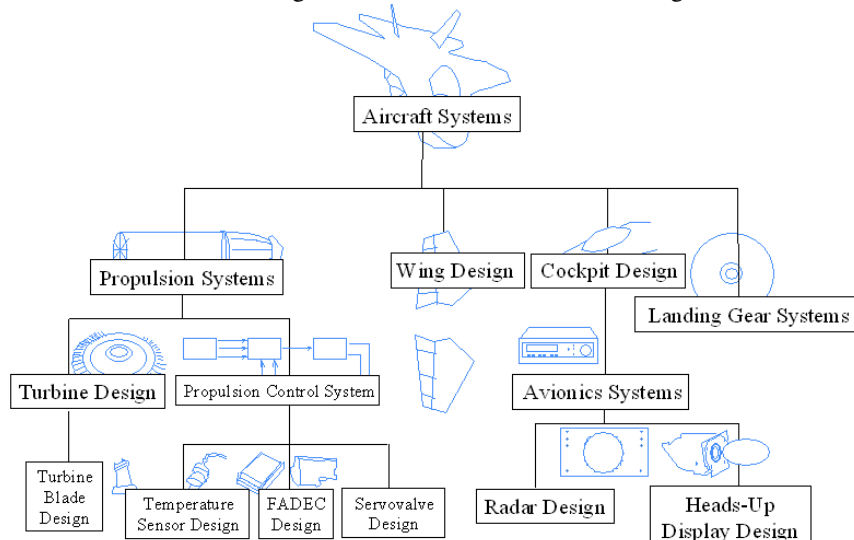 Aircraft Systems
Propulsion Systems
Wing Design
Cockpit Design
Landing Gear Systems
Turbine Design
Propulsion Control System
Avionics Systems
Turbine
Blade
Design
Temperature
Sensor Design
FADEC
Design
Servovalve
Design
Radar Design
Heads-Up
Display Design